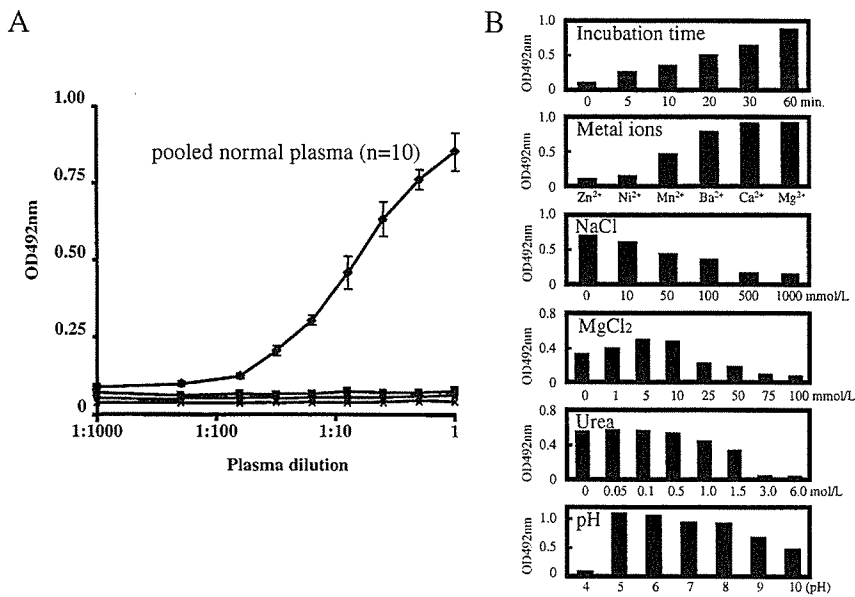 A
1.00
0.75
0.50
0.25
0
OD492nm
pooled normal plasma (n=10)
1:1000 1:100 1:10 1
Plasma dilution
B
Incubation time
OD492nm
1.0
0.5
0
0 5 10 20 30 60 min.
Metal ions
OD492nm
1.0
0.5
0
Zn²⁺ Ni²⁺ Mn²⁺ Ba²⁺ Ca²⁺ Mg²⁺
NaCl
OD492nm
1.0
0.5
0
0 10 50 100 500 1000 mmol/L
MgCl₂
OD492nm
0.8
0.4
0
0 1 5 10 25 50 75 100 mmol/L
Urea
OD492nm
0.8
0.4
0
0 0.05 0.1 0.5 1.0 1.5 3.0 6.0 mol/L
pH
OD492nm
1.0
0.5
0
4 5 6 7 8 9 10 (pH)